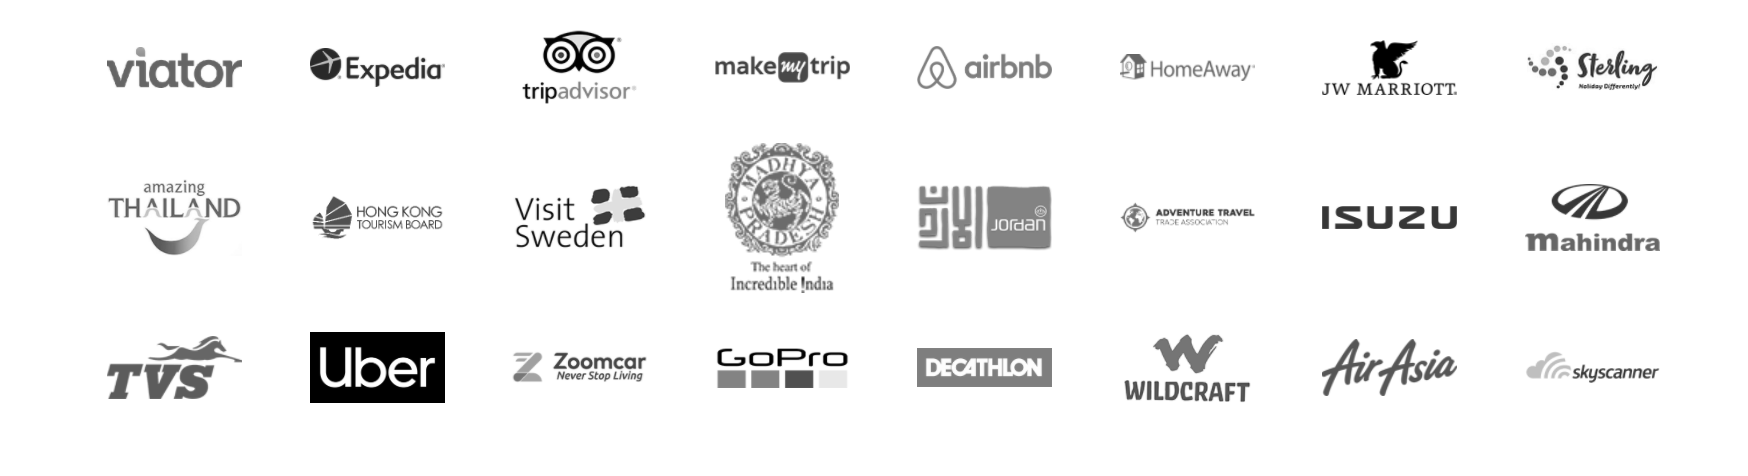 viator
Expedia
tripadvisor®
make my trip
airbnb
HomeAway
JW MARRIOTT
Sterling
Holiday Differently!
amazing
THAILAND
HONG KONG
TOURISM BOARD
Visit
Sweden
MADHYA
PRADESH
The heart of
Incredible !ndia
الأردن
Jordan
ADVENTURE TRAVEL
TRADE ASSOCIATION
ISUZU
Mahindra
TVS
Uber
Zoomcar
Never Stop Living
GoPro
DECATHLON
WILDCRAFT
AirAsia
skyscanner